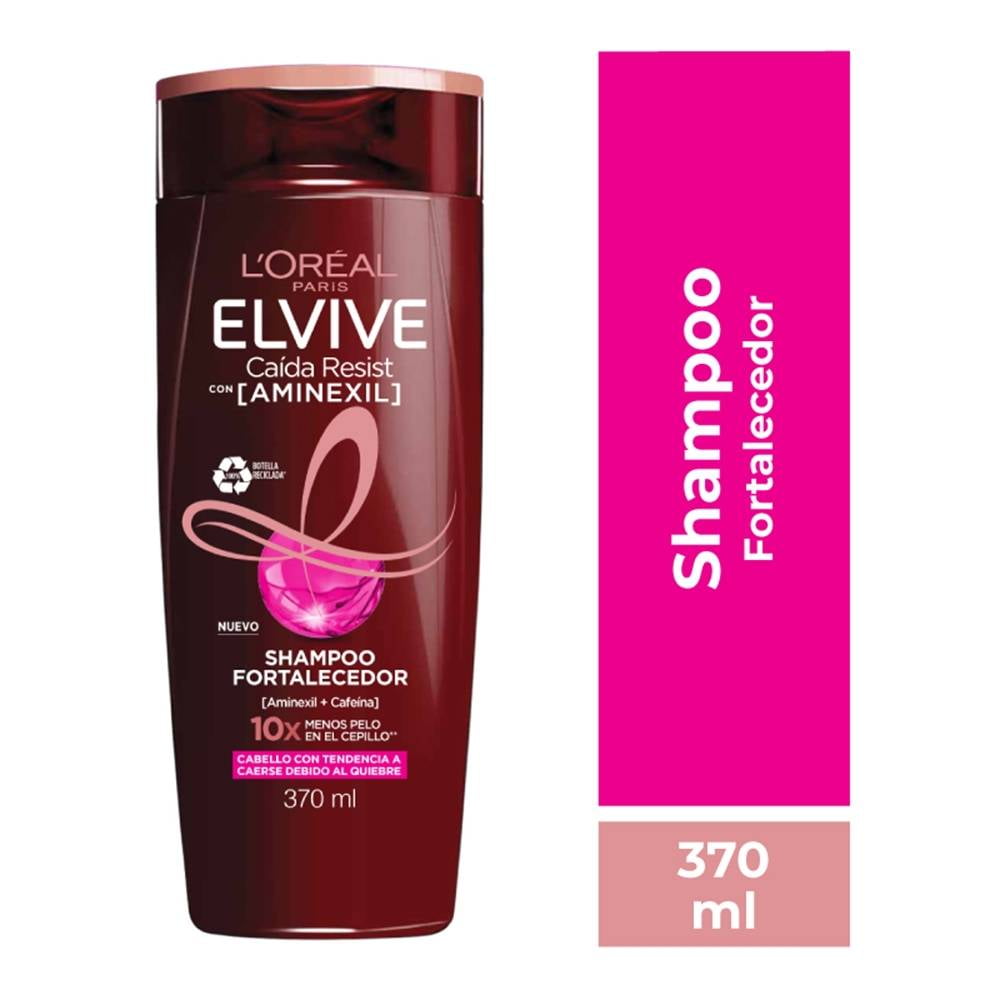 L'ORÉAL
PARIS
ELVIVE
Caída Resist
CON [AMINEXIL]
100%
BOTELLA
RECICLADA*
NUEVO
SHAMPOO
FORTALECEDOR
[Aminexil + Cafeína]
10x MENOS PELO
EN EL CEPILLO**
CABELLO CON TENDENCIA A
CAERSE DEBIDO AL QUIEBRE
370 ml
Shampoo
Fortalecedor
370
ml